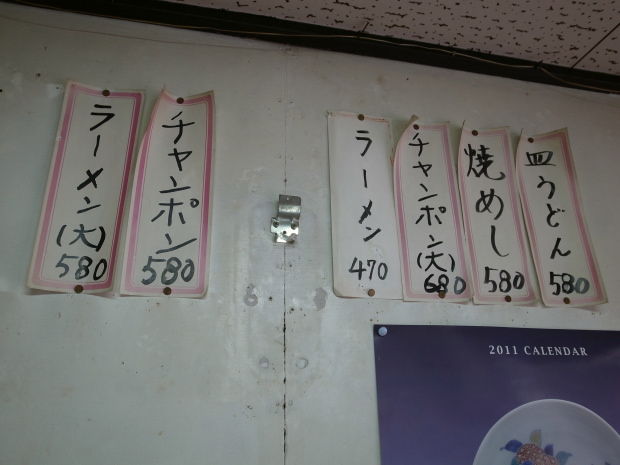 ラーメン(大)
580
チャンポン
580
ラーメン
470
チャンポン(大)
680
焼めし
580
皿うどん
580
2011 CALENDAR